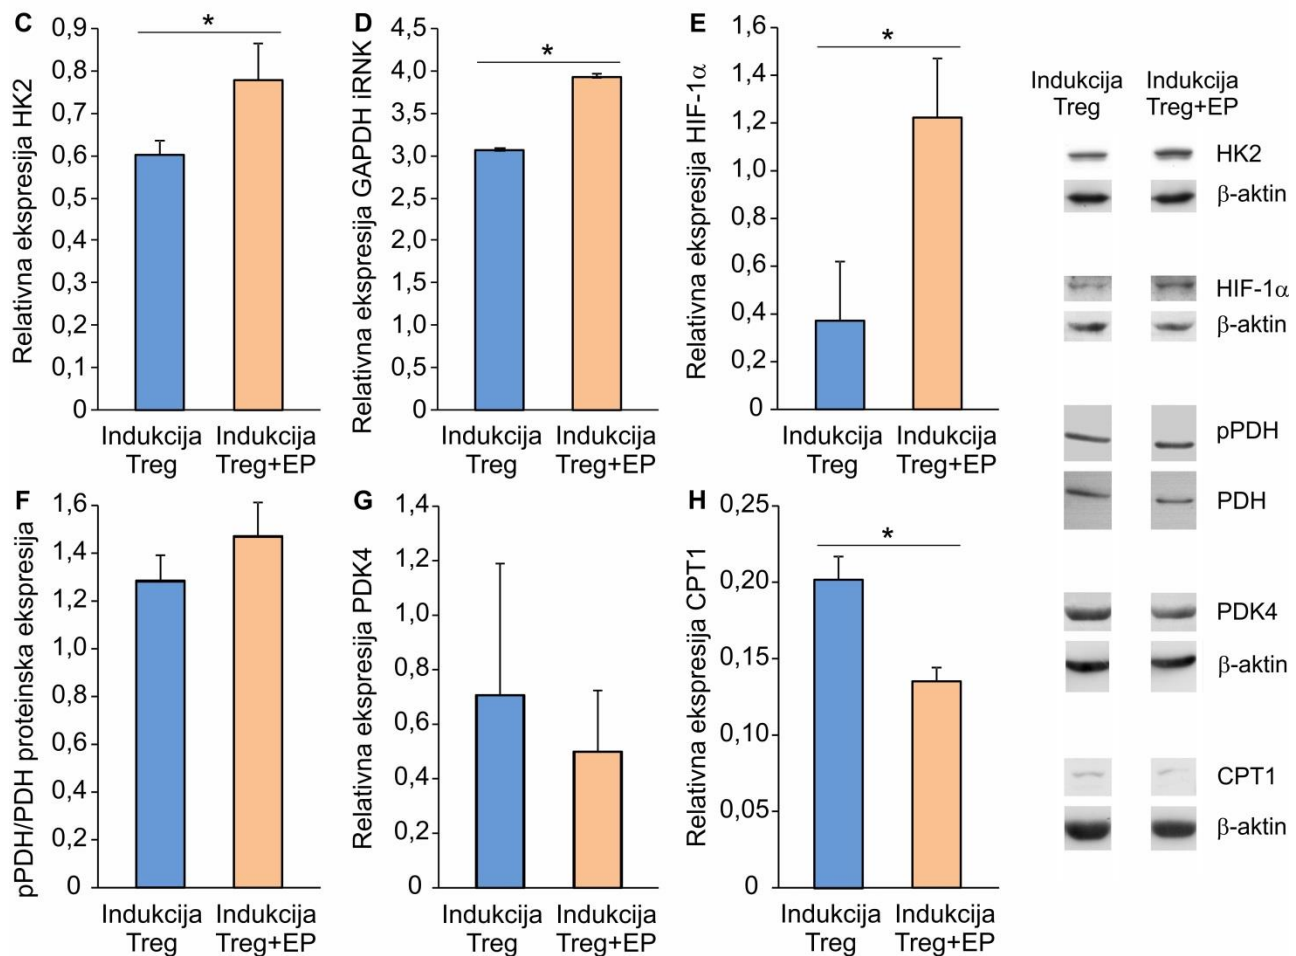 C
Relativna ekspresija HK2
0,9
0,8
0,7
0,6
0,5
0,4
0,3
0,2
0,1
0
*
Indukcija
Treg
Indukcija
Treg+EP
D
Relativna ekspresija GAPDH iRNK
4,5
4,0
3,5
3,0
2,5
2,0
1,5
1,0
0,5
0
*
Indukcija
Treg
Indukcija
Treg+EP
E
Relativna ekspresija HIF-1α
1,6
1,4
1,2
1,0
0,8
0,6
0,4
0,2
0
*
Indukcija
Treg
Indukcija
Treg+EP
F
pPDH/PDH proteinska ekspresija
1,6
1,4
1,2
1,0
0,8
0,6
0,4
0,2
0
Indukcija
Treg
Indukcija
Treg+EP
G
Relativna ekspresija PDK4
1,4
1,2
1,0
0,8
0,6
0,4
0,2
0
Indukcija
Treg
Indukcija
Treg+EP
H
Relativna ekspresija CPT1
0,25
0,20
0,15
0,10
0,05
0
*
Indukcija
Treg
Indukcija
Treg+EP
Indukcija
Treg
Indukcija
Treg+EP
HK2
β-aktin
HIF-1α
β-aktin
pPDH
PDH
PDK4
β-aktin
CPT1
β-aktin